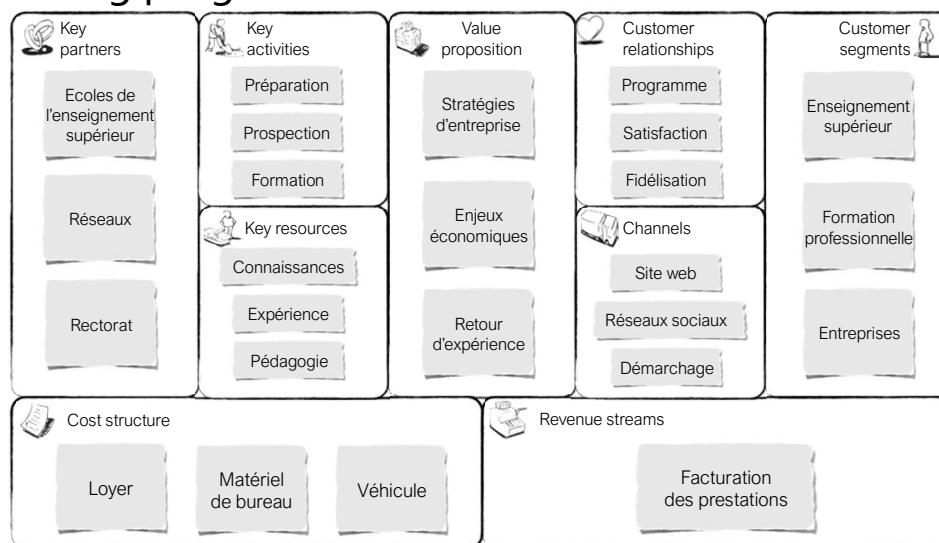 Key
partners
Ecoles de
l'enseignement
supérieur
Réseaux
Rectorat
Key
activities
Préparation
Prospection
Formation
Key resources
Connaissances
Expérience
Pédagogie
Value
proposition
Stratégies
d'entreprise
Enjeux
économiques
Retour
d'expérience
Customer
relationships
Programme
Satisfaction
Fidélisation
Channels
Site web
Réseaux sociaux
Démarchage
Customer
segments
Enseignement
supérieur
Formation
professionnelle
Entreprises
Cost structure
Loyer
Matériel
de bureau
Véhicule
Revenue streams
Facturation
des prestations